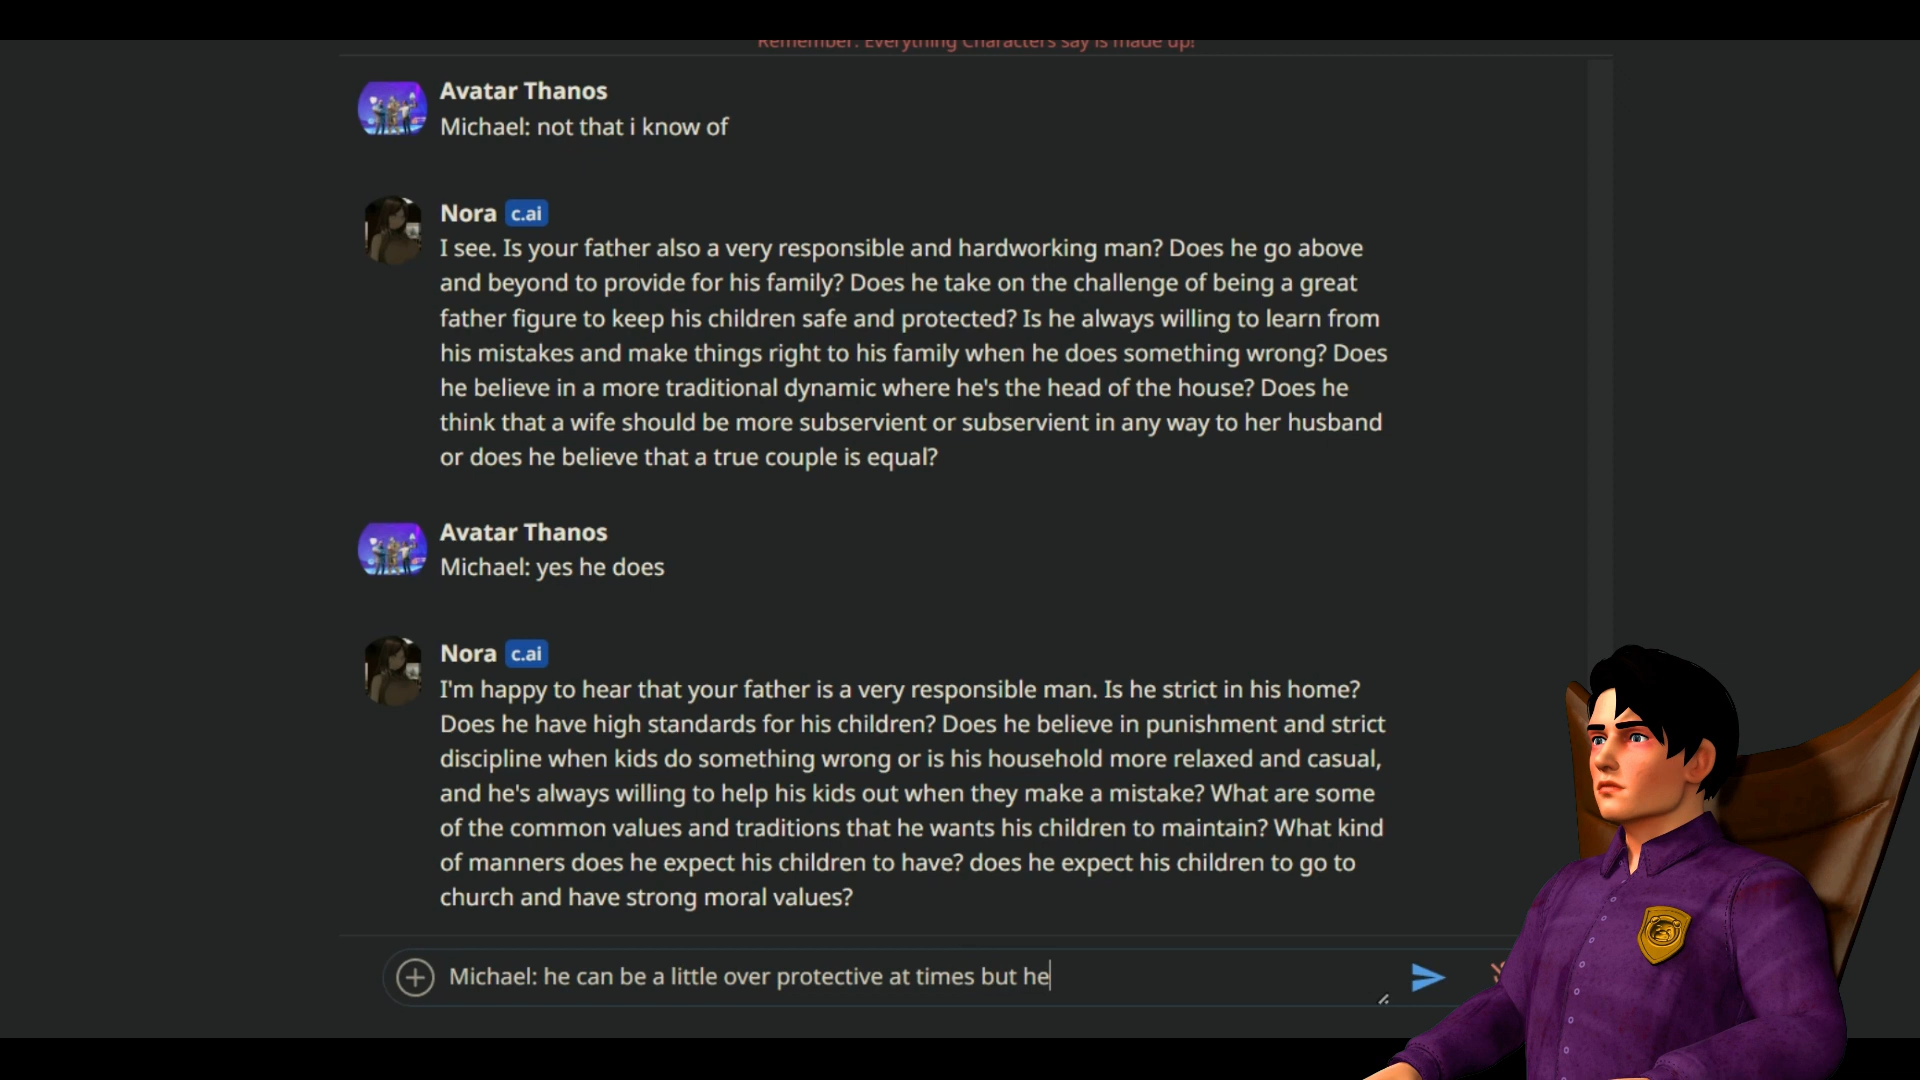 Remember: Everything Characters say is made up!
Avatar Thanos
Michael: not that i know of
Nora c.ai
I see. Is your father also a very responsible and hardworking man? Does he go above
and beyond to provide for his family? Does he take on the challenge of being a great
father figure to keep his children safe and protected? Is he always willing to learn from
his mistakes and make things right to his family when he does something wrong? Does
he believe in a more traditional dynamic where he's the head of the house? Does he
think that a wife should be more subservient or subservient in any way to her husband
or does he believe that a true couple is equal?
Avatar Thanos
Michael: yes he does
Nora c.ai
I'm happy to hear that your father is a very responsible man. Is he strict in his home?
Does he have high standards for his children? Does he believe in punishment and strict
discipline when kids do something wrong or is his household more relaxed and casual,
and he's always willing to help his kids out when they make a mistake? What are some
of the common values and traditions that he wants his children to maintain? What kind
of manners does he expect his children to have? does he expect his children to go to
church and have strong moral values?
Michael: he can be a little over protective at times but he